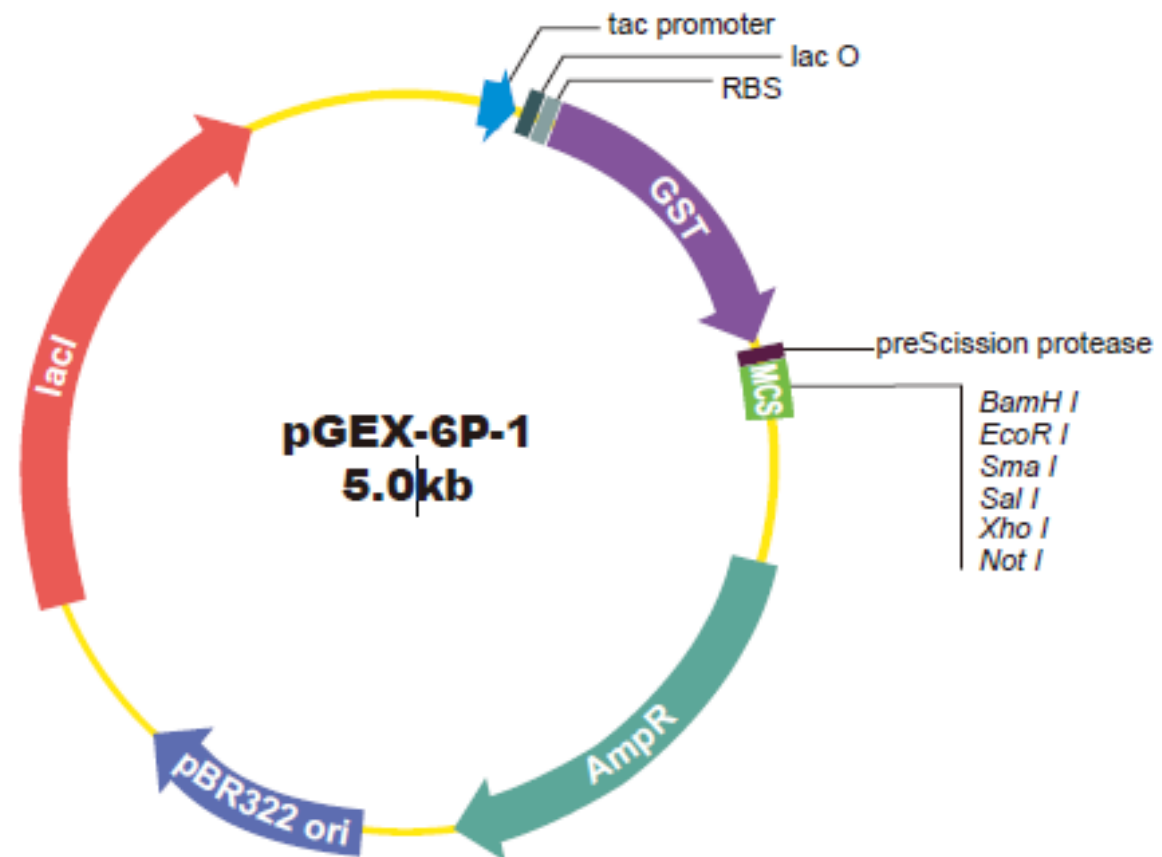 tac promoter
lac O
RBS
GST
preScission protease
MCS
BamH I
EcoR I
Sma I
Sal I
Xho I
Not I
lacI
pGEX-6P-1
5.0kb
AmpR
pBR322 ori